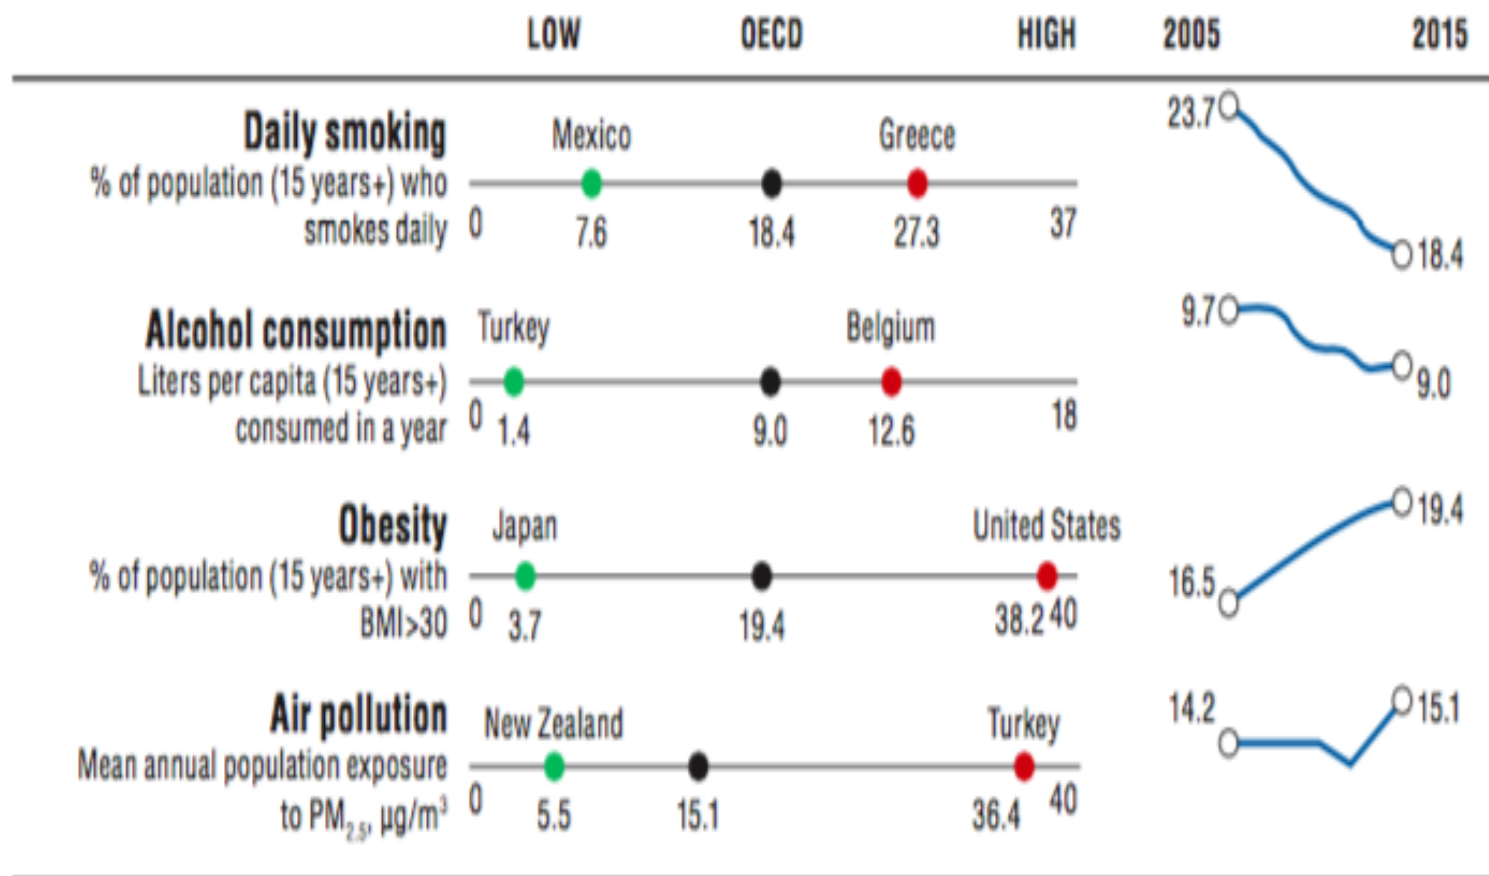 LOW OECD HIGH 2005 2015
Daily smoking
% of population (15 years+) who
smokes daily
Mexico Greece
0 7.6 18.4 27.3 37
23.7
18.4
Alcohol consumption
Liters per capita (15 years+)
consumed in a year
Turkey Belgium
0 1.4 9.0 12.6 18
9.7
9.0
Obesity
% of population (15 years+) with
BMI>30
Japan United States
0 3.7 19.4 38.2 40
16.5
19.4
Air pollution
Mean annual population exposure
to PM₂.₅, µg/m³
New Zealand Turkey
0 5.5 15.1 36.4 40
14.2
15.1